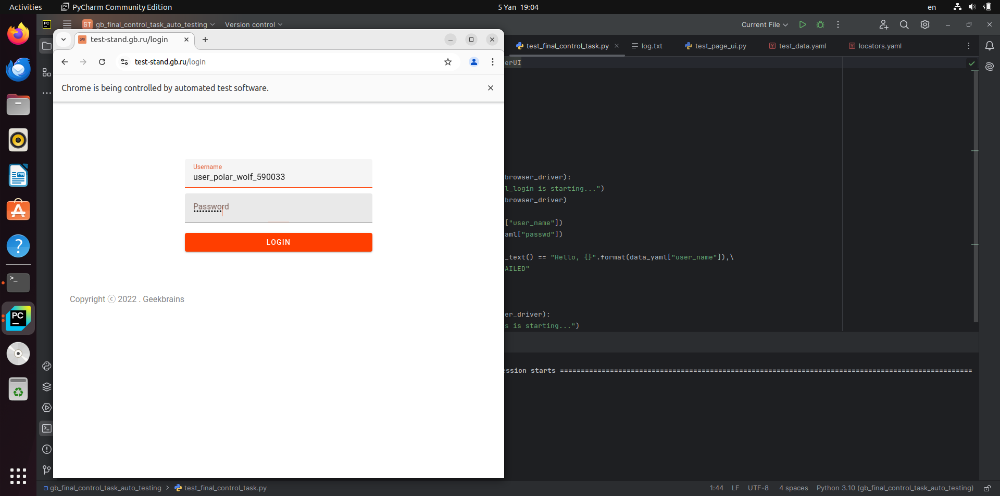 Activities
PyCharm Community Edition
5 Yan 19:04
en
PC
GT
gb_final_control_task_auto_testing
Version control
Current File
QAS
test-stand.gb.ru/login
test_final_control_task.py
log.txt
test_page_ui.py
test_data.yaml
locators.yaml
test-stand.gb.ru/login
erUI
Chrome is being controlled by automated test software.
Username
user_polar_wolf_590033
Password
LOGIN
Copyright ⓒ 2022 . Geekbrains
browser_driver):
l_login is starting...")
browser_driver)
["user_name"])
aml["passwd"])
_text() == "Hello, {}".format(data_yaml["user_name"]),\
AILED"
er_driver):
s is starting...")
ession starts ===================================================================================================
PC
gb_final_control_task_auto_testing
test_final_control_task.py
1:44
LF
UTF-8
4 spaces
Python 3.10 (gb_final_control_task_auto_testing)